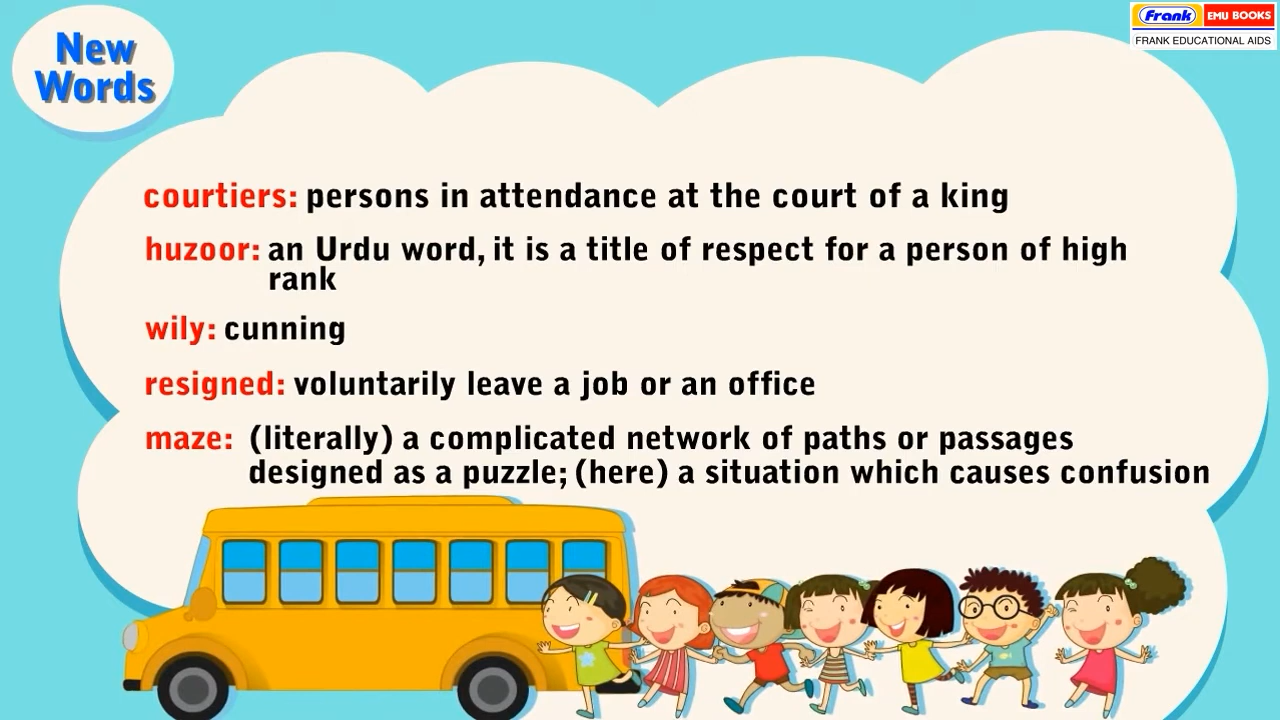 New
Words
Frank EMU BOOKS
FRANK EDUCATIONAL AIDS
courtiers: persons in attendance at the court of a king
huzoor: an Urdu word, it is a title of respect for a person of high
rank
wily: cunning
resigned: voluntarily leave a job or an office
maze: (literally) a complicated network of paths or passages
designed as a puzzle; (here) a situation which causes confusion